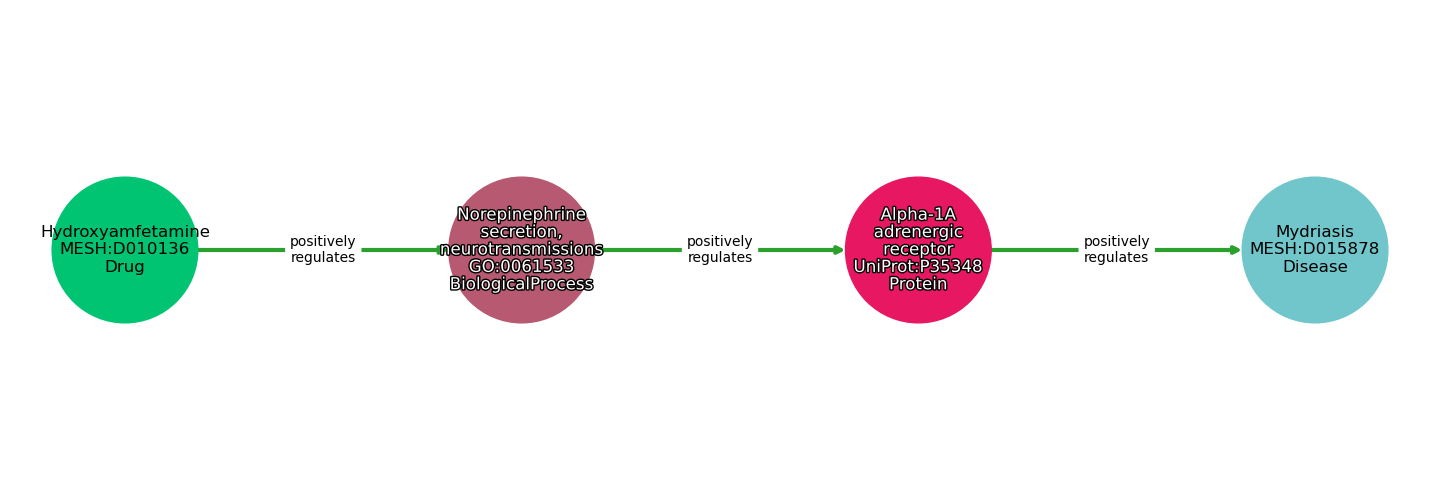 Hydroxyamfetamine
MESH:D010136
Drug
positively
regulates
Norepinephrine
secretion,
neurotransmissions
GO:0061533
BiologicalProcess
positively
regulates
Alpha-1A
adrenergic
receptor
UniProt:P35348
Protein
positively
regulates
Mydriasis
MESH:D015878
Disease